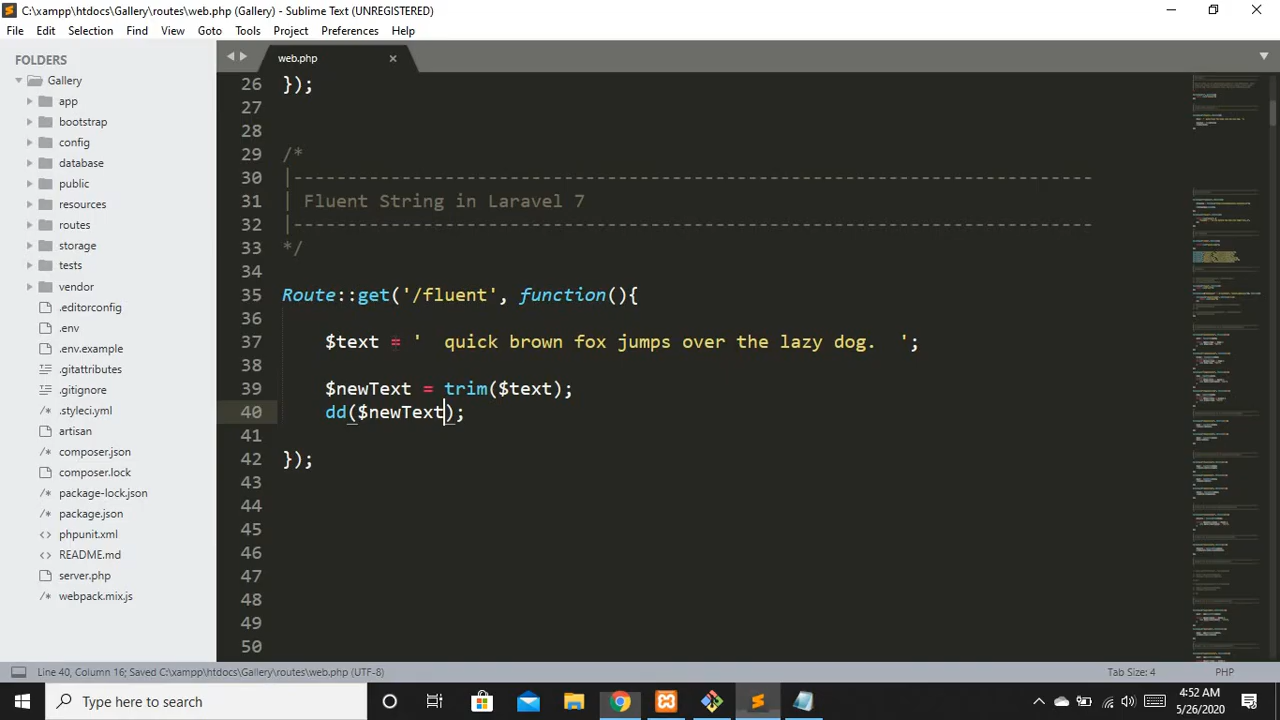 C:\xampp\htdocs\Gallery\routes\web.php (Gallery) - Sublime Text (UNREGISTERED)
File Edit Selection Find View Goto Tools Project Preferences Help
FOLDERS
Gallery
app
bootstrap
config
database
public
resources
routes
storage
tests
vendor
.editorconfig
.env
.env.example
.gitattributes
.gitignore
.styleci.yml
artisan
composer.json
composer.lock
package-lock.json
package.json
phpunit.xml
README.md
server.php
webpack.mix.js
web.php
26 });
27
28
29 /*
30 |--------------------------------------------------------------------------
31 | Fluent String in Laravel 7
32 |--------------------------------------------------------------------------
33 */
34
35 Route::get('/fluent', function(){
36
37     $text = '  quick brown fox jumps over the lazy dog.  ';
38
39     $newText = trim($text);
40     dd($newText);
41
42 });
43
44
45
46
47
48
49
50
Line 40, Column 16; Saved C:\xampp\htdocs\Gallery\routes\web.php (UTF-8)
Tab Size: 4
PHP
Type here to search
4:52 AM
5/26/2020